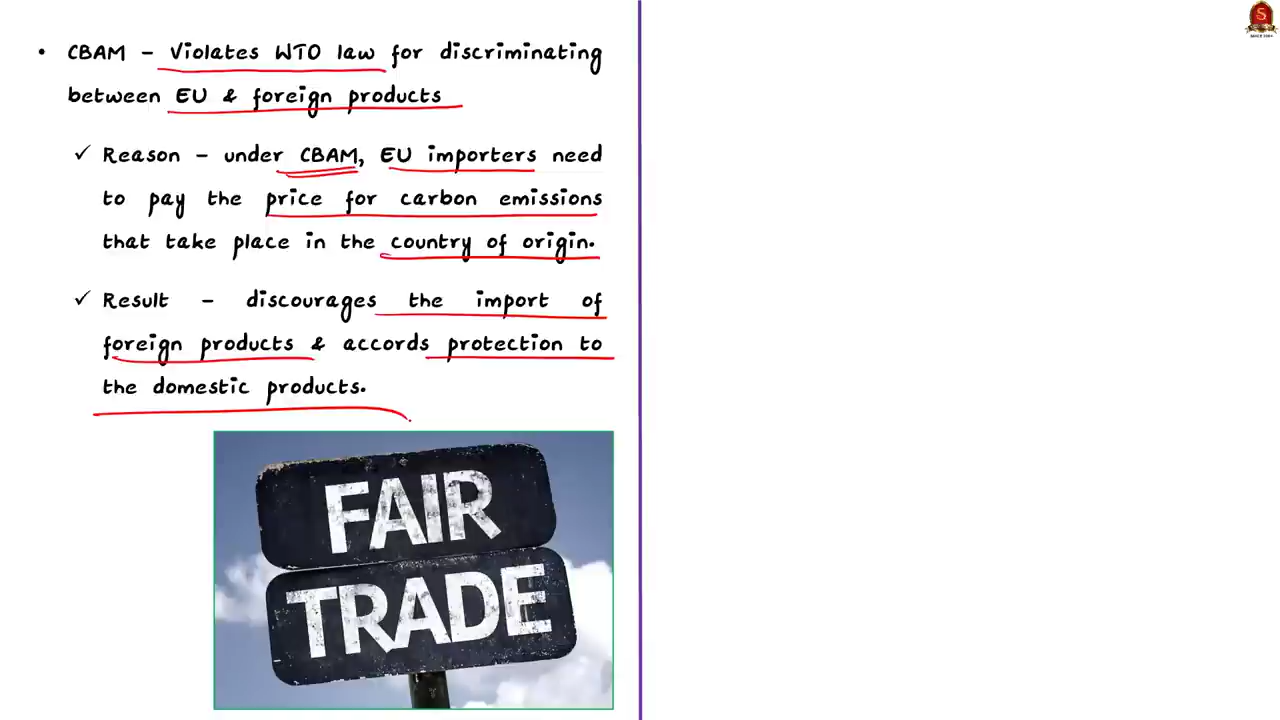 • CBAM – Violates WTO law for discriminating
between EU & foreign products
✓ Reason – under CBAM, EU importers need
to pay the price for carbon emissions
that take place in the country of origin.
✓ Result – discourages the import of
foreign products & accords protection to
the domestic products.
FAIR
TRADE
S